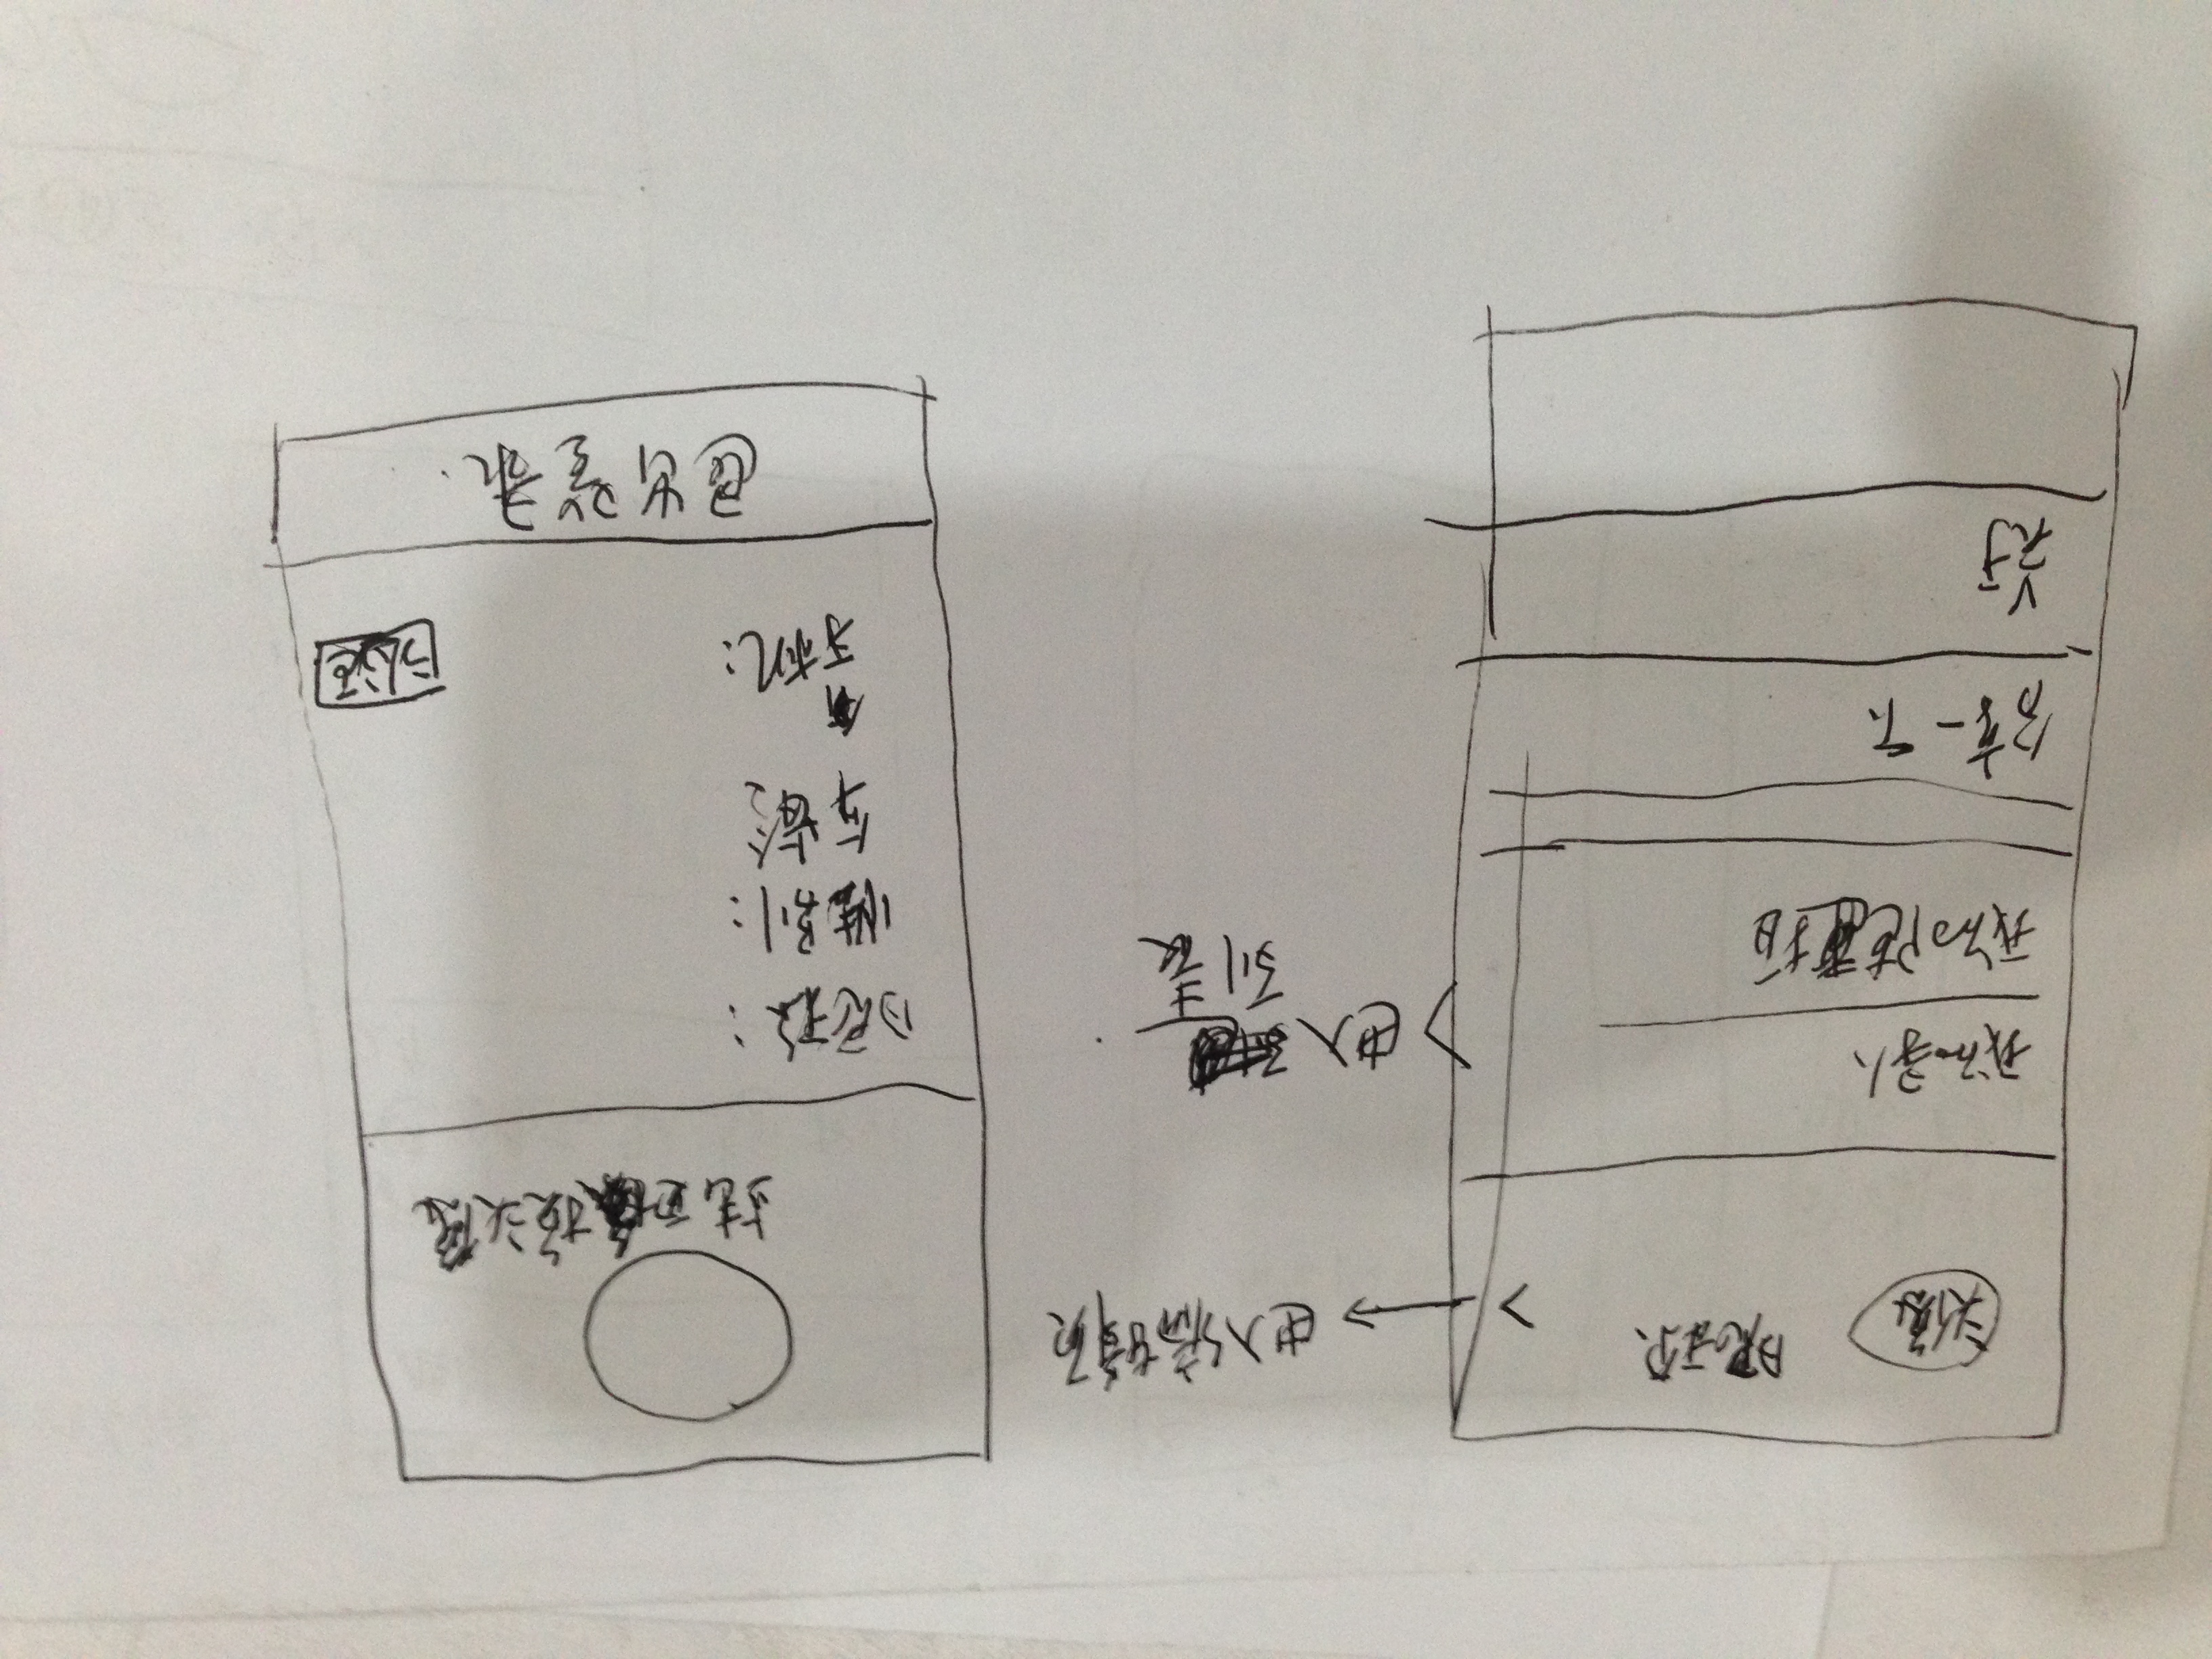 头像
昵称
> → 进入编辑页
我的寻人
我的随拍
进入
列表
分享一下
关于
点击更换头像
昵称：
性别：
年龄
手机：
认证
退出登录.